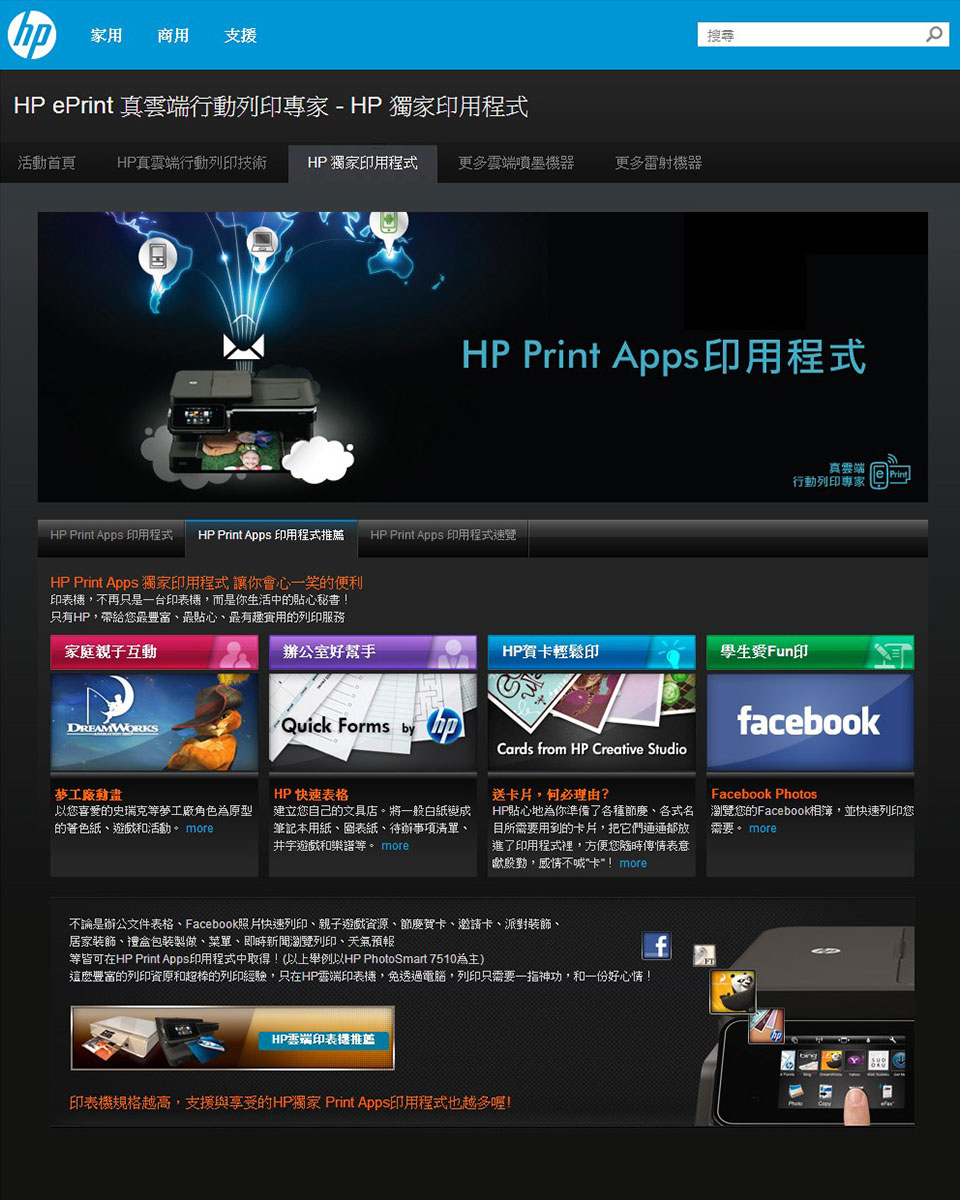 hp
家用
商用
支援
搜尋
HP ePrint 真雲端行動列印專家 - HP 獨家印用程式
活動首頁
HP真雲端行動列印技術
HP 獨家印用程式
更多雲端噴墨機器
更多雷射機器
HP Print Apps印用程式
真雲端
行動列印專家
ePrint
HP Print Apps 印用程式
HP Print Apps 印用程式推薦
HP Print Apps 印用程式速覽
HP Print Apps 獨家印用程式 讓你會心一笑的便利
印表機，不再只是一台印表機，而是你生活中的貼心秘書！
只有HP，帶給您最豐富、最貼心、最有趣實用的列印服務
家庭親子互動
DREAMWORKS
ANIMATION SKG
夢工廠動畫
以您喜愛的史瑞克等夢工廠角色為原型
的著色紙、遊戲和活動。 more
辦公室好幫手
Quick Forms by hp
HP 快速表格
建立您自己的文具店。將一般白紙變成
筆記本用紙、圖表紙、待辦事項清單、
井字遊戲和樂譜等。 more
HP賀卡輕鬆印
Cards from HP Creative Studio
送卡片，何必理由?
HP貼心地為你準備了各種節慶、各式名
目所需要用到的卡片，把它們通通都放
進了印用程式裡，方便您隨時傳情表意
獻殷勤，感情不喊"卡"！ more
學生愛Fun印
facebook
Facebook Photos
瀏覽您的Facebook相簿，並快速列印您
需要。 more
不論是辦公文件表格、Facebook照片快速列印、親子遊戲資源、節慶賀卡、邀請卡、派對裝飾、
居家裝飾、禮盒包裝製做、菜單、即時新聞瀏覽列印、天氣預報
等皆可在HP Print Apps印用程式中取得！(以上舉例以HP PhotoSmart 7510為主)
這麼豐富的列印資原和超棒的列印經驗，只在HP雲端印表機，免透過電腦，列印只需要一指神功，和一份好心情！
HP雲端印表機推薦
印表機規格越高，支援與享受的HP獨家 Print Apps印用程式也越多喔!
f
FT
hp
bing
Y!
SUDOKU
Photo
Copy
eFax